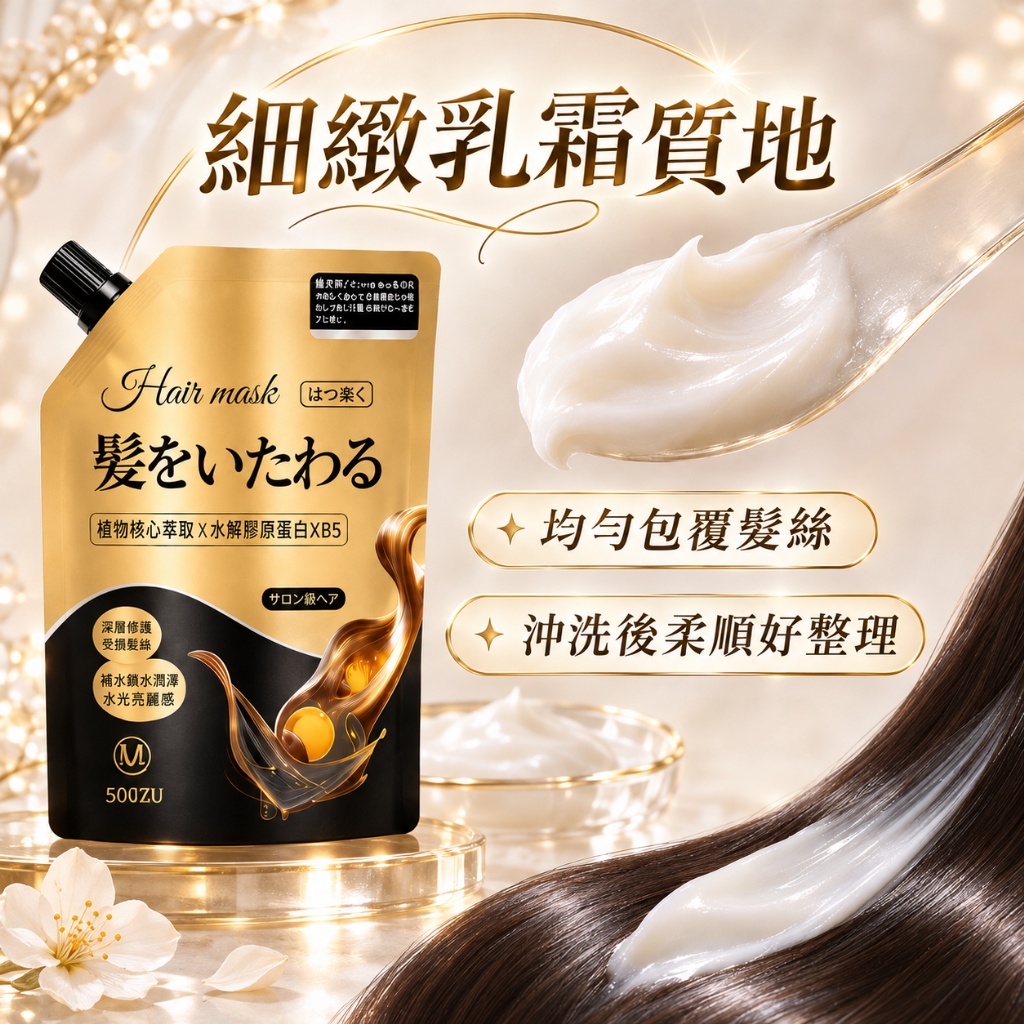 細緻乳霜質地
Hair mask
はつ楽く
髪をいたわる
植物核心萃取 x 水解膠原蛋白XB5
サロン級ヘア
深層修護
受損髮絲
補水鎖水潤澤
水光亮麗感
M
均勻包覆髮絲
沖洗後柔順好整理